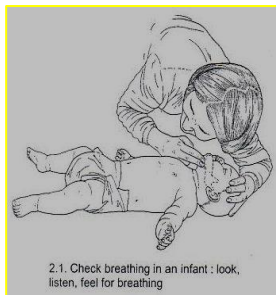 2.1. Check breathing in an infant : look,
listen, feel for breathing